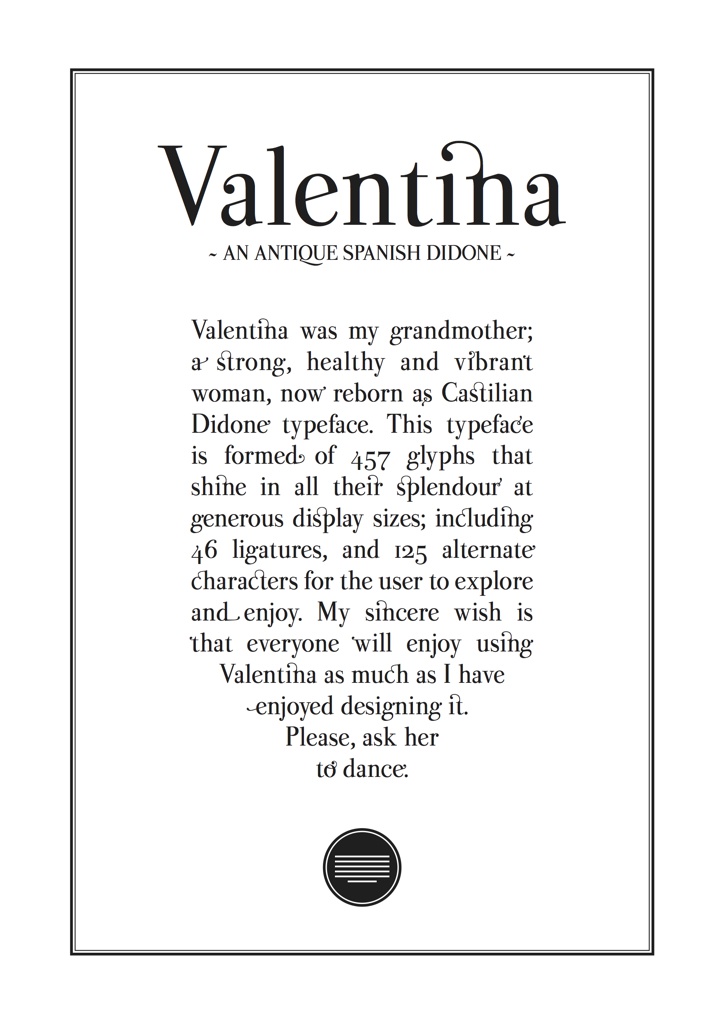 Valentina
~ AN ANTIQUE SPANISH DIDONE ~
Valentina was my grandmother;
a strong, healthy and vibrant
woman, now reborn as Castilian
Didone typeface. This typeface
is formed of 457 glyphs that
shine in all their splendour at
generous display sizes; including
46 ligatures, and 125 alternate
characters for the user to explore
and enjoy. My sincere wish is
that everyone will enjoy using
Valentina as much as I have
enjoyed designing it.
Please, ask her
to dance.